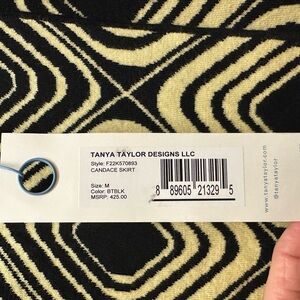 TANYA TAYLOR DESIGNS LLC
Style: F22K570893
CANDACE SKIRT
Size: M
Color: BTBLK
MSRP: 425.00
8 89605 21329 5
www.tanyataylor.com
@tanyataylor